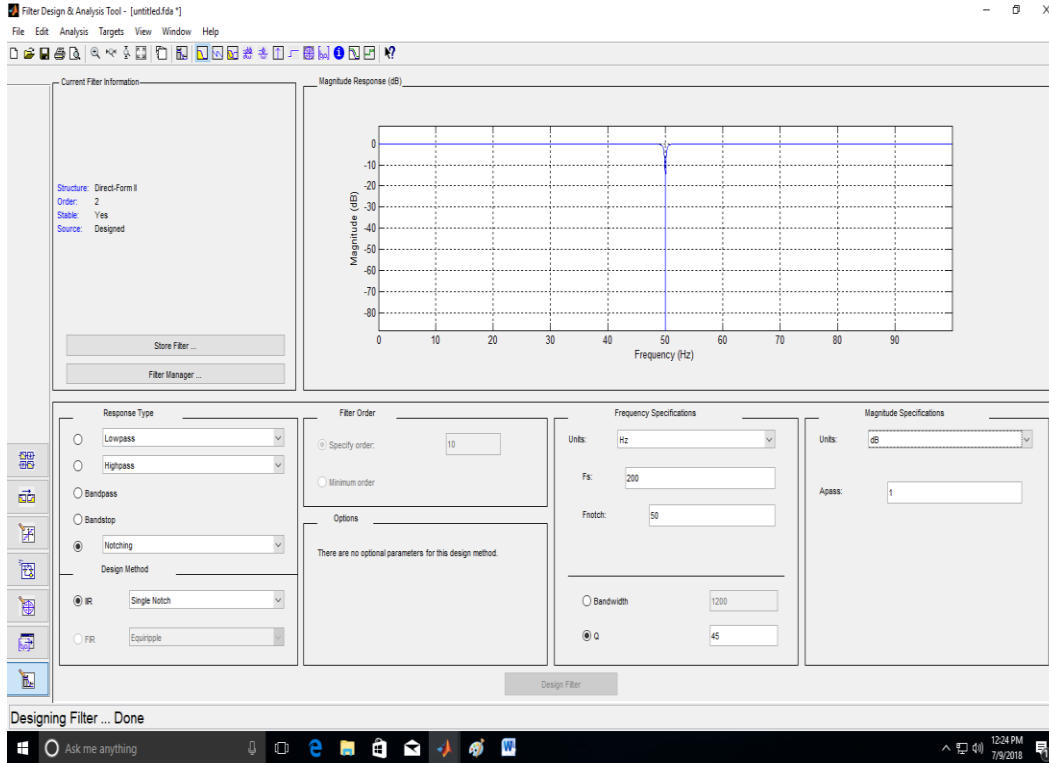 Filter Design & Analysis Tool - [untitled.fda *]
File Edit Analysis Targets View Window Help
Current Filter Information
Structure: Direct-Form II
Order: 2
Stable: Yes
Source: Designed
Store Filter ...
Filter Manager ...
Magnitude Response (dB)
Magnitude (dB)
0
-10
-20
-30
-40
-50
-60
-70
-80
0 10 20 30 40 50 60 70 80 90
Frequency (Hz)
Response Type
Lowpass
Highpass
Bandpass
Bandstop
Notching
Design Method
IIR Single Notch
FIR Equiripple
Filter Order
Specify order: 10
Minimum order
Options
There are no optional parameters for this design method.
Frequency Specifications
Units: Hz
Fs: 200
Fnotch: 50
Bandwidth 1200
Q 45
Magnitude Specifications
Units: dB
Apass: 1
Design Filter
Designing Filter ... Done
Ask me anything
12:24 PM
7/9/2018